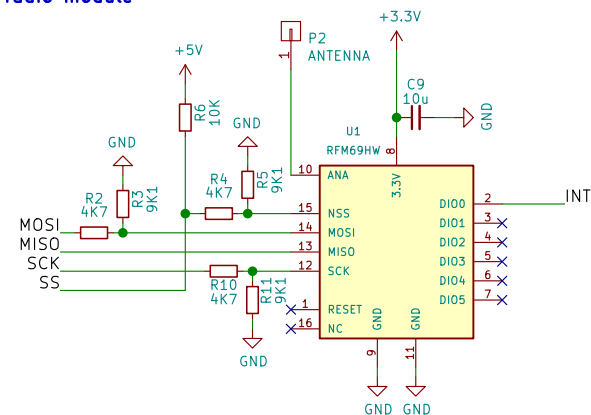 radio module
+3.3V
P2
ANTENNA
1
+5V
C9
10u
GND
R6
10K
U1
RFM69HW
8
3.3V
GND
GND
R4
4K7
R5
9K1
10
ANA
R2
4K7
R3
9K1
15
NSS
DIO0
2
INT
MOSI
14
MOSI
DIO1
3
MISO
13
MISO
DIO2
4
SCK
12
SCK
DIO3
5
SS
R10
4K7
R11
9K1
DIO4
6
1
RESET
DIO5
7
16
NC
GND
GND
GND
9
11
GND
GND